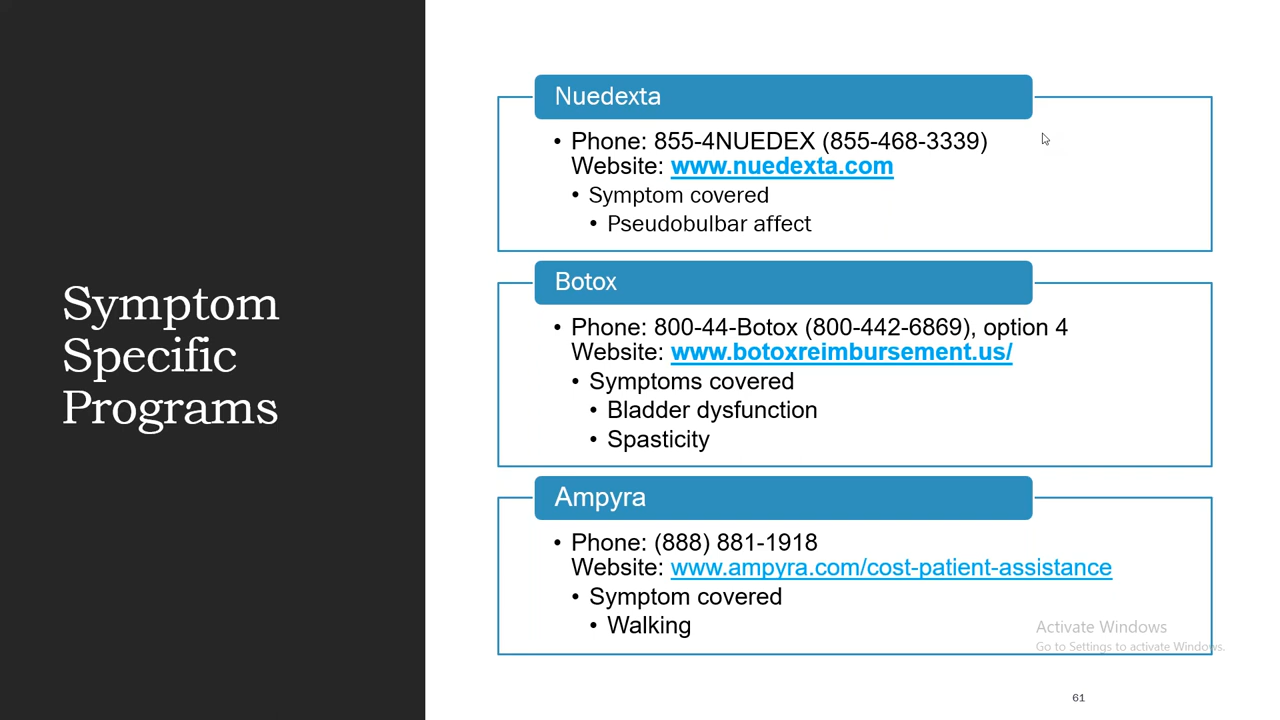 Symptom
Specific
Programs
Nuedexta
• Phone: 855-4NUEDEX (855-468-3339)
Website: www.nuedexta.com
• Symptom covered
• Pseudobulbar affect
Botox
• Phone: 800-44-Botox (800-442-6869), option 4
Website: www.botoxreimbursement.us/
• Symptoms covered
• Bladder dysfunction
• Spasticity
Ampyra
• Phone: (888) 881-1918
Website: www.ampyra.com/cost-patient-assistance
• Symptom covered
• Walking
Activate Windows
Go to Settings to activate Windows.
61